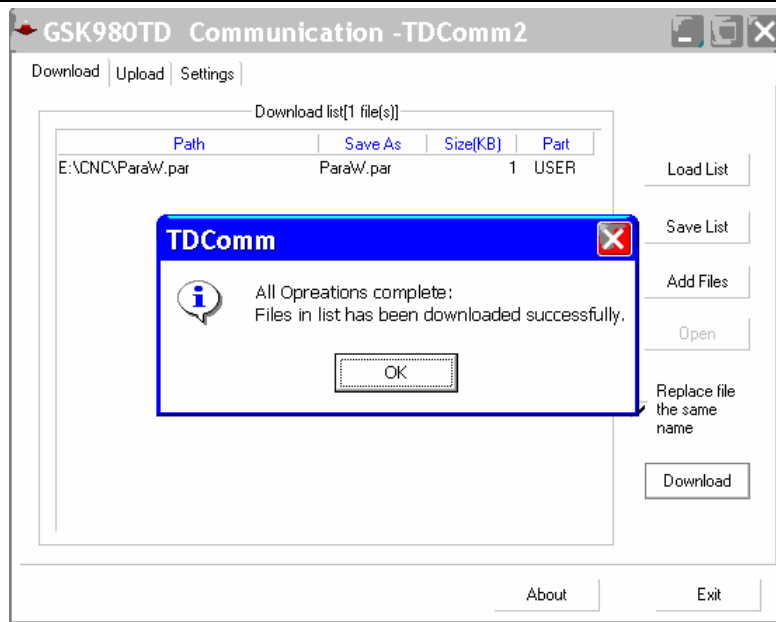 GSK980TD Communication -TDComm2
Download Upload Settings
Download list[1 file(s)]
Path Save As Size(KB) Part
E:\CNC\ParaW.par ParaW.par 1 USER
Load List
Save List
TDComm
All Opreations complete:
Files in list has been downloaded successfully.
OK
Add Files
Open
Replace file
the same
name
Download
About Exit